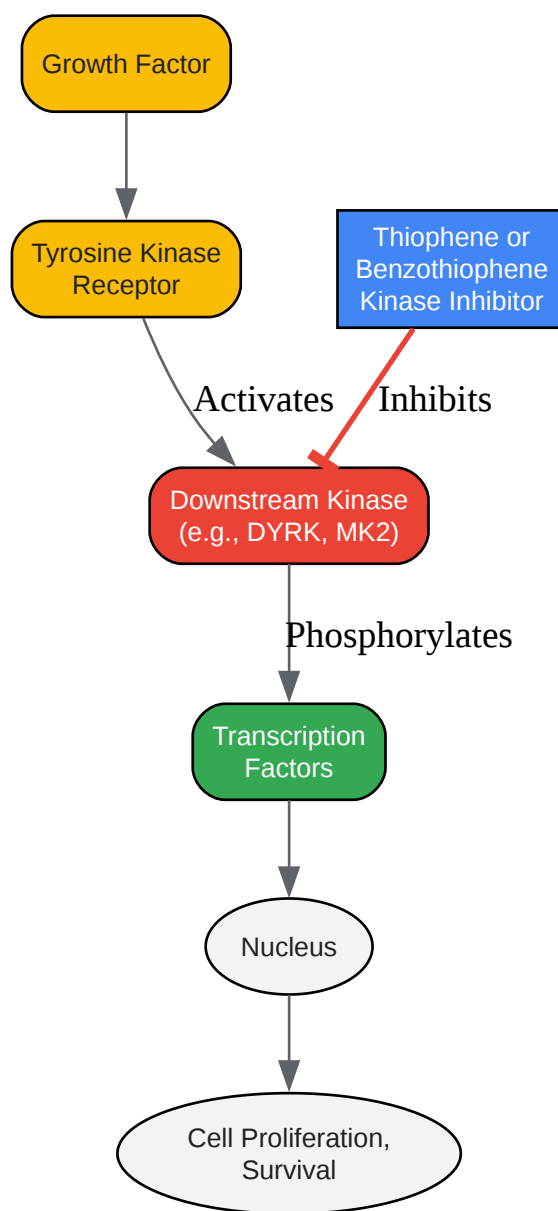 Growth Factor
Tyrosine Kinase
Receptor
Thiophene or
Benzothiophene
Kinase Inhibitor
Activates
Inhibits
Downstream Kinase
(e.g., DYRK, MK2)
Phosphorylates
Transcription
Factors
Nucleus
Cell Proliferation,
Survival